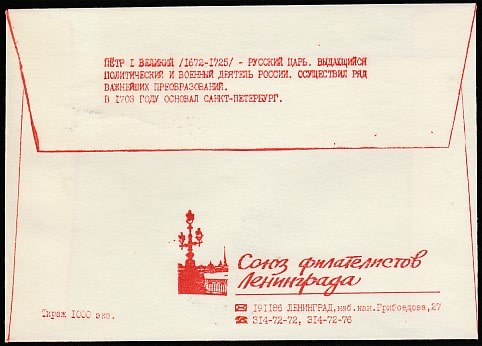 ПЁТР I ВЕЛИКИЙ /1672-1725/ - РУССКИЙ ЦАРЬ. ВЫДАЮЩИЙСЯ
ПОЛИТИЧЕСКИЙ И ВОЕННЫЙ ДЕЯТЕЛЬ РОССИИ. ОСУЩЕСТВИЛ РЯД
ВАЖНЕЙШИХ ПРЕОБРАЗОВАНИЙ.
В 1703 ГОДУ ОСНОВАЛ САНКТ-ПЕТЕРБУРГ.
Союз филателистов
Ленинграда
191186 ЛЕНИНГРАД, наб. кан. Грибоедова, 27
314-72-72, 314-72-76
Тираж 1000 экз.